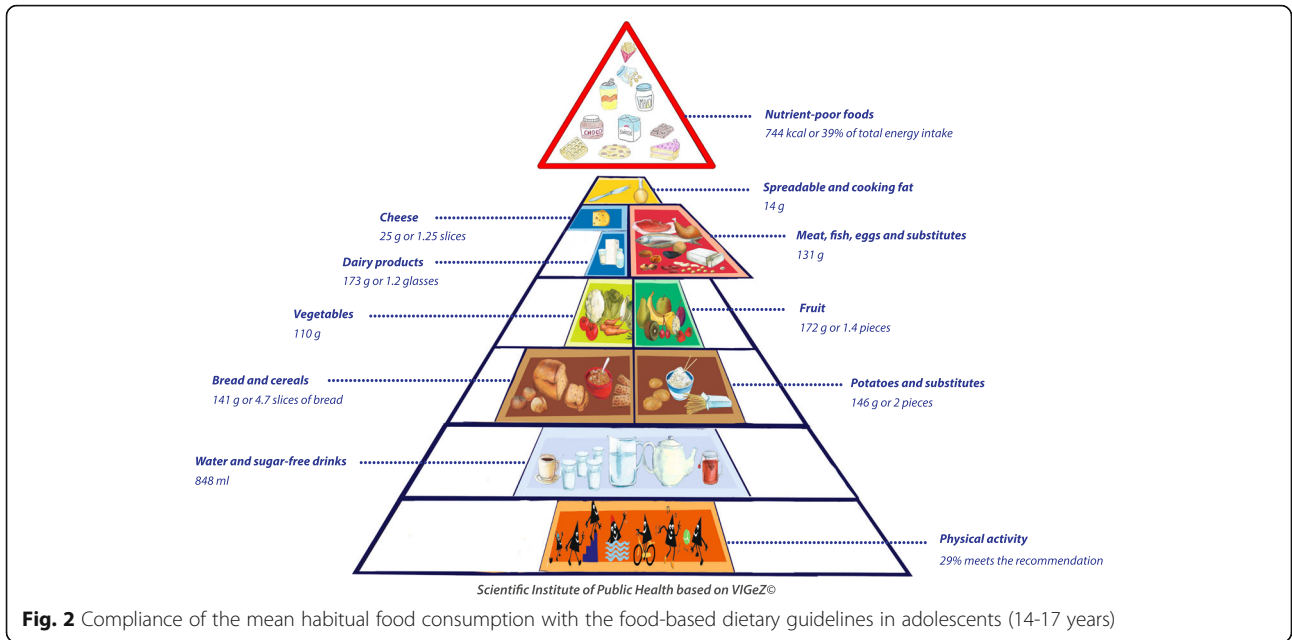 Nutrient-poor foods
744 kcal or 39% of total energy intake
MAYO
CHOCO
Spreadable and cooking fat
14 g
Cheese
25 g or 1.25 slices
Meat, fish, eggs and substitutes
131 g
Dairy products
173 g or 1.2 glasses
Vegetables
110 g
Fruit
172 g or 1.4 pieces
Bread and cereals
141 g or 4.7 slices of bread
Potatoes and substitutes
146 g or 2 pieces
Water and sugar-free drinks
848 ml
Physical activity
29% meets the recommendation
Scientific Institute of Public Health based on VIGeZ©
Fig. 2 Compliance of the mean habitual food consumption with the food-based dietary guidelines in adolescents (14-17 years)